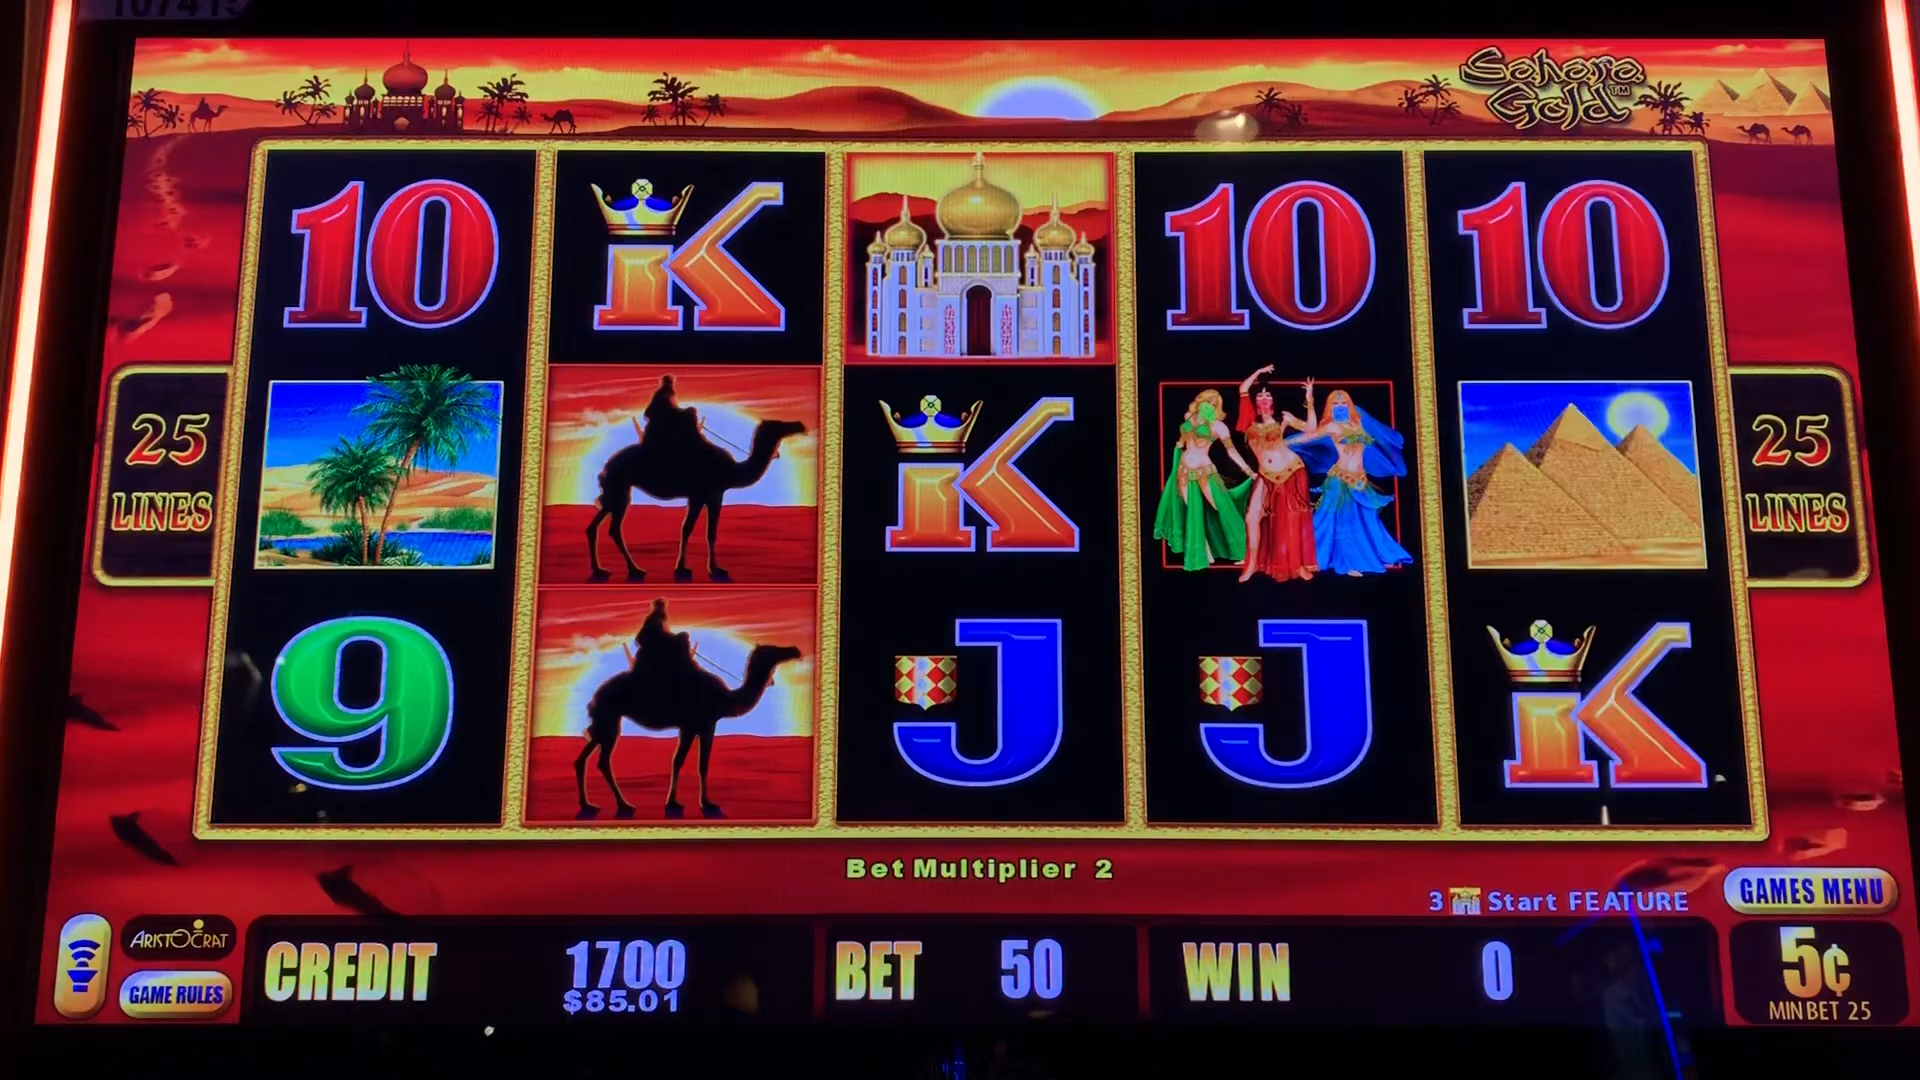 Sahara
Gold™
10 K 10 10
25
LINES
K
25
LINES
9 J J K
Bet Multiplier 2
3 Start FEATURE
GAMES MENU
ARISTOCRAT
GAME RULES
CREDIT 1700
$85.01
BET 50
WIN 0
5¢
MIN BET 25